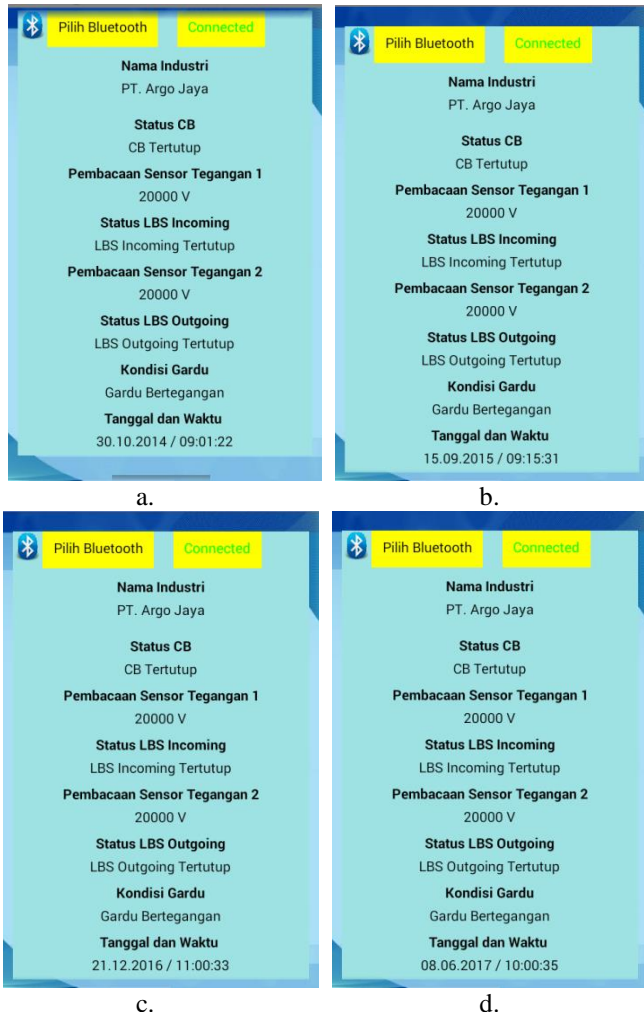 Pilih Bluetooth Connected
Nama Industri
PT. Argo Jaya
Status CB
CB Tertutup
Pembacaan Sensor Tegangan 1
20000 V
Status LBS Incoming
LBS Incoming Tertutup
Pembacaan Sensor Tegangan 2
20000 V
Status LBS Outgoing
LBS Outgoing Tertutup
Kondisi Gardu
Gardu Bertegangan
Tanggal dan Waktu
30.10.2014 / 09:01:22
a.
Pilih Bluetooth Connected
Nama Industri
PT. Argo Jaya
Status CB
CB Tertutup
Pembacaan Sensor Tegangan 1
20000 V
Status LBS Incoming
LBS Incoming Tertutup
Pembacaan Sensor Tegangan 2
20000 V
Status LBS Outgoing
LBS Outgoing Tertutup
Kondisi Gardu
Gardu Bertegangan
Tanggal dan Waktu
15.09.2015 / 09:15:31
b.
Pilih Bluetooth Connected
Nama Industri
PT. Argo Jaya
Status CB
CB Tertutup
Pembacaan Sensor Tegangan 1
20000 V
Status LBS Incoming
LBS Incoming Tertutup
Pembacaan Sensor Tegangan 2
20000 V
Status LBS Outgoing
LBS Outgoing Tertutup
Kondisi Gardu
Gardu Bertegangan
Tanggal dan Waktu
21.12.2016 / 11:00:33
c.
Pilih Bluetooth Connected
Nama Industri
PT. Argo Jaya
Status CB
CB Tertutup
Pembacaan Sensor Tegangan 1
20000 V
Status LBS Incoming
LBS Incoming Tertutup
Pembacaan Sensor Tegangan 2
20000 V
Status LBS Outgoing
LBS Outgoing Tertutup
Kondisi Gardu
Gardu Bertegangan
Tanggal dan Waktu
08.06.2017 / 10:00:35
d.